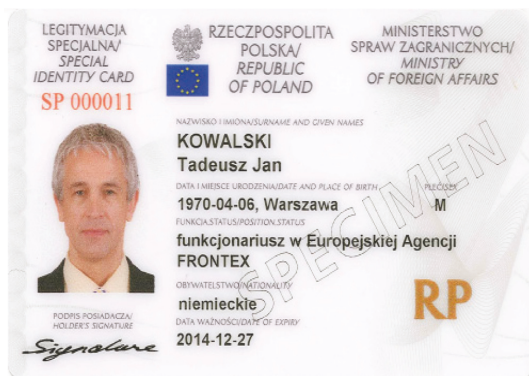 LEGITYMACJA
SPECJALNA/
SPECIAL
IDENTITY CARD
SP 000011
RZECZPOSPOLITA
POLSKA/
REPUBLIC
OF POLAND
MINISTERSTWO
SPRAW ZAGRANICZNYCH/
MINISTRY
OF FOREIGN AFFAIRS
NAZWISKO I IMIONA/SURNAME AND GIVEN NAMES
KOWALSKI
Tadeusz Jan
DATA I MIEJSCE URODZENIA/DATE AND PLACE OF BIRTH
PŁEĆ/SEX
1970-04-06, Warszawa
M
FUNKCJA,STATUS/POSITION,STATUS
funkcjonariusz w Europejskiej Agencji
FRONTEX
OBYWATELSTWO/NATIONALITY
niemieckie
DATA WAŻNOŚCI/DATE OF EXPIRY
2014-12-27
RP
PODPIS POSIADACZA/
HOLDER'S SIGNATURE
Signature
SPECIMEN